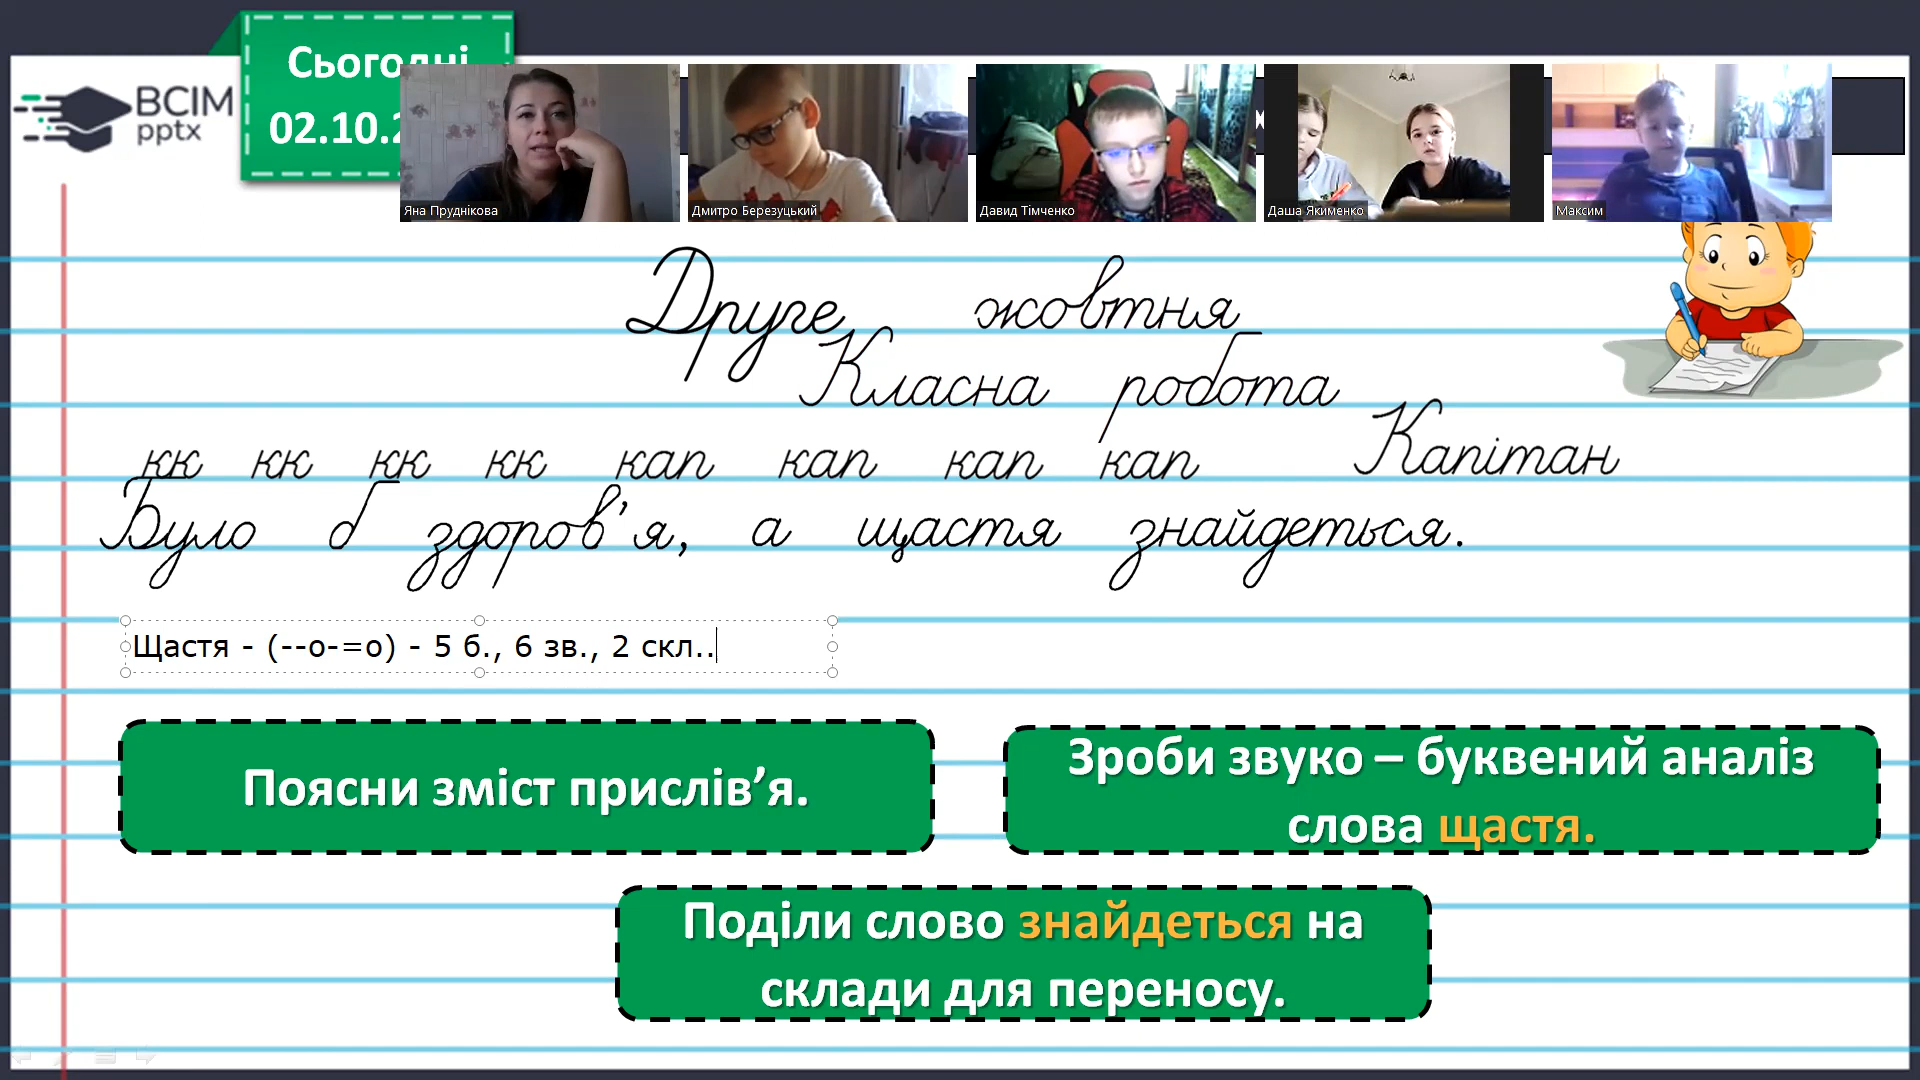 Сьогодні
02.10.2
ВСІМ
pptx
Яна Пруднікова
Дмитро Березуцький
Давид Тімченко
Даша Якименко
Максим
Друге жовтня
Класна робота
кк кк кк кк кап кап кап кап Капітан
Було б здоров’я, а щастя знайдеться.
Щастя - (--о-=о) - 5 б., 6 зв., 2 скл..
Поясни зміст прислів’я.
Зроби звуко – буквений аналіз
слова щастя.
Поділи слово знайдеться на
склади для переносу.